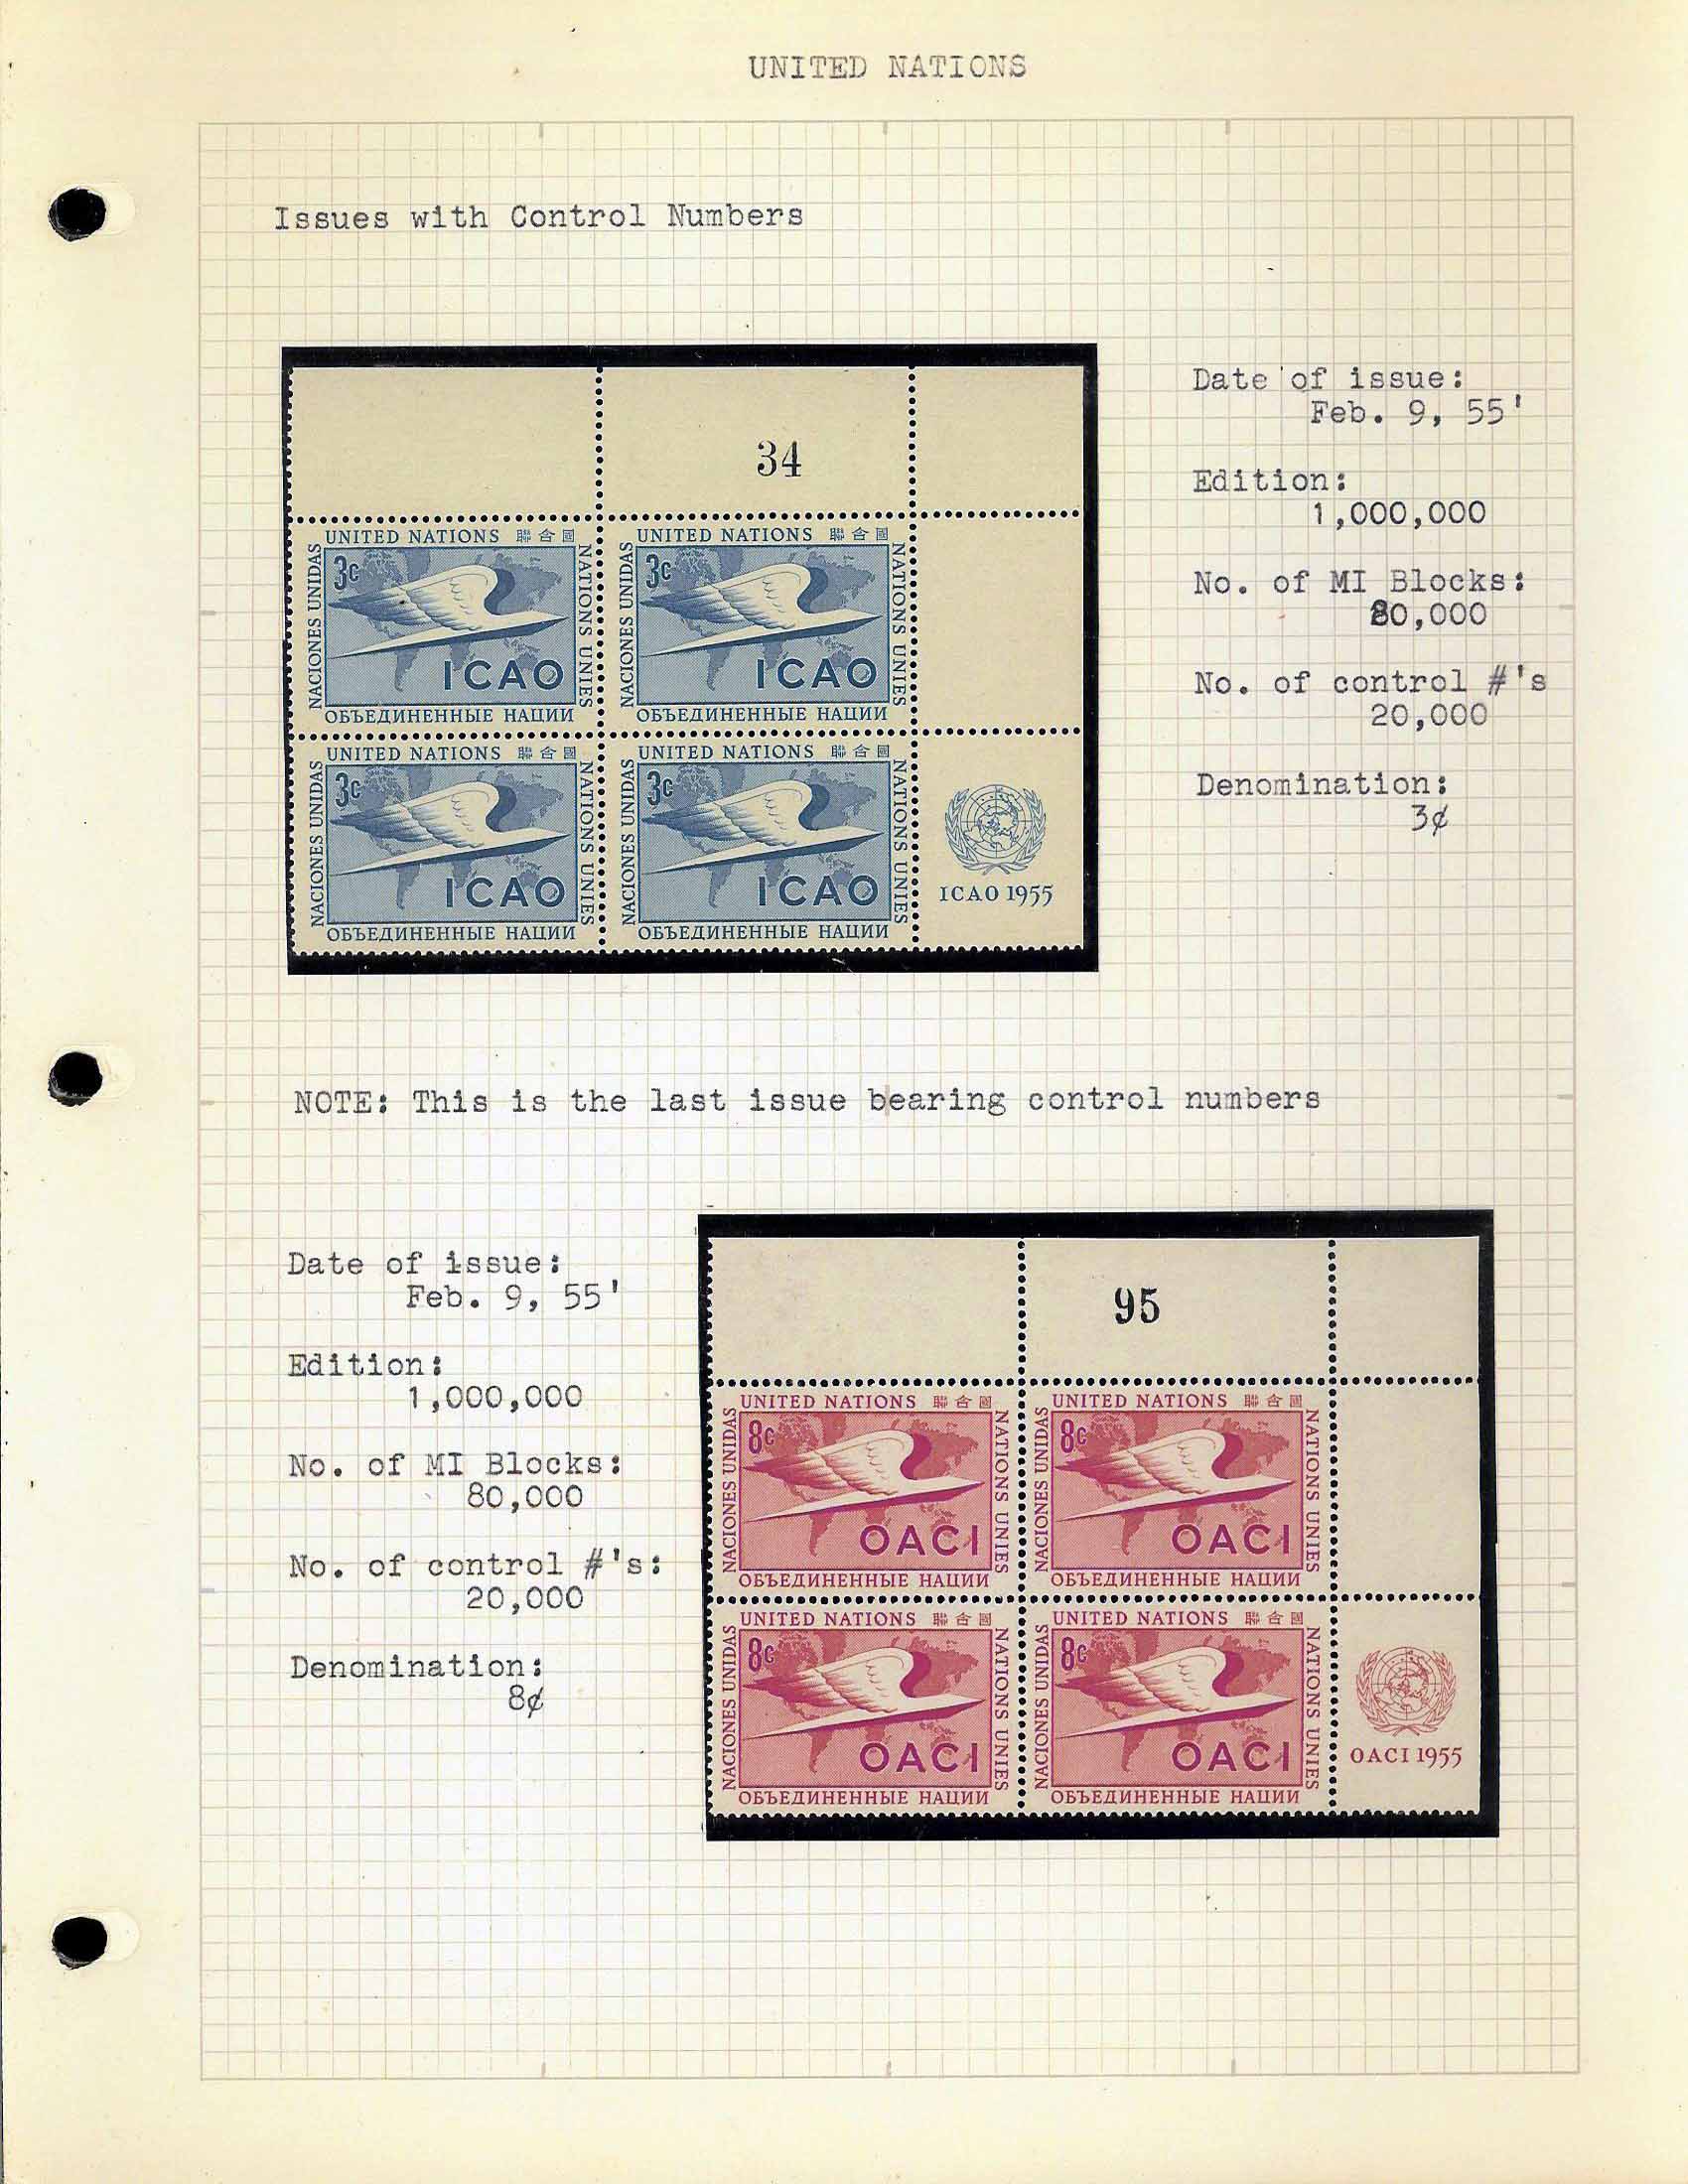 UNITED NATIONS
Issues with Control Numbers
34
UNITED NATIONS 聯合國
NACIONES UNIDAS
3c
ICAO
NATIONS UNIES
ОБЪЕДИНЕННЫЕ НАЦИИ
UNITED NATIONS 聯合國
NACIONES UNIDAS
3c
ICAO
NATIONS UNIES
ОБЪЕДИНЕННЫЕ НАЦИИ
UNITED NATIONS 聯合國
NACIONES UNIDAS
3c
ICAO
NATIONS UNIES
ОБЪЕДИНЕННЫЕ НАЦИИ
UNITED NATIONS 聯合國
NACIONES UNIDAS
3c
ICAO
NATIONS UNIES
ОБЪЕДИНЕННЫЕ НАЦИИ
ICAO 1955
Date of issue:
Feb. 9, 55'
Edition:
1,000,000
No. of MI Blocks:
80,000
No. of control #'s
20,000
Denomination:
3¢
NOTE: This is the last issue bearing control numbers
Date of issue:
Feb. 9, 55'
Edition:
1,000,000
No. of MI Blocks:
80,000
No. of control #'s:
20,000
Denomination:
8¢
95
UNITED NATIONS 聯合國
NACIONES UNIDAS
8c
OACI
NATIONS UNIES
ОБЪЕДИНЕННЫЕ НАЦИИ
UNITED NATIONS 聯合國
NACIONES UNIDAS
8c
OACI
NATIONS UNIES
ОБЪЕДИНЕННЫЕ НАЦИИ
UNITED NATIONS 聯合國
NACIONES UNIDAS
8c
OACI
NATIONS UNIES
ОБЪЕДИНЕННЫЕ НАЦИИ
UNITED NATIONS 聯合國
NACIONES UNIDAS
8c
OACI
NATIONS UNIES
ОБЪЕДИНЕННЫЕ НАЦИИ
OACI 1955